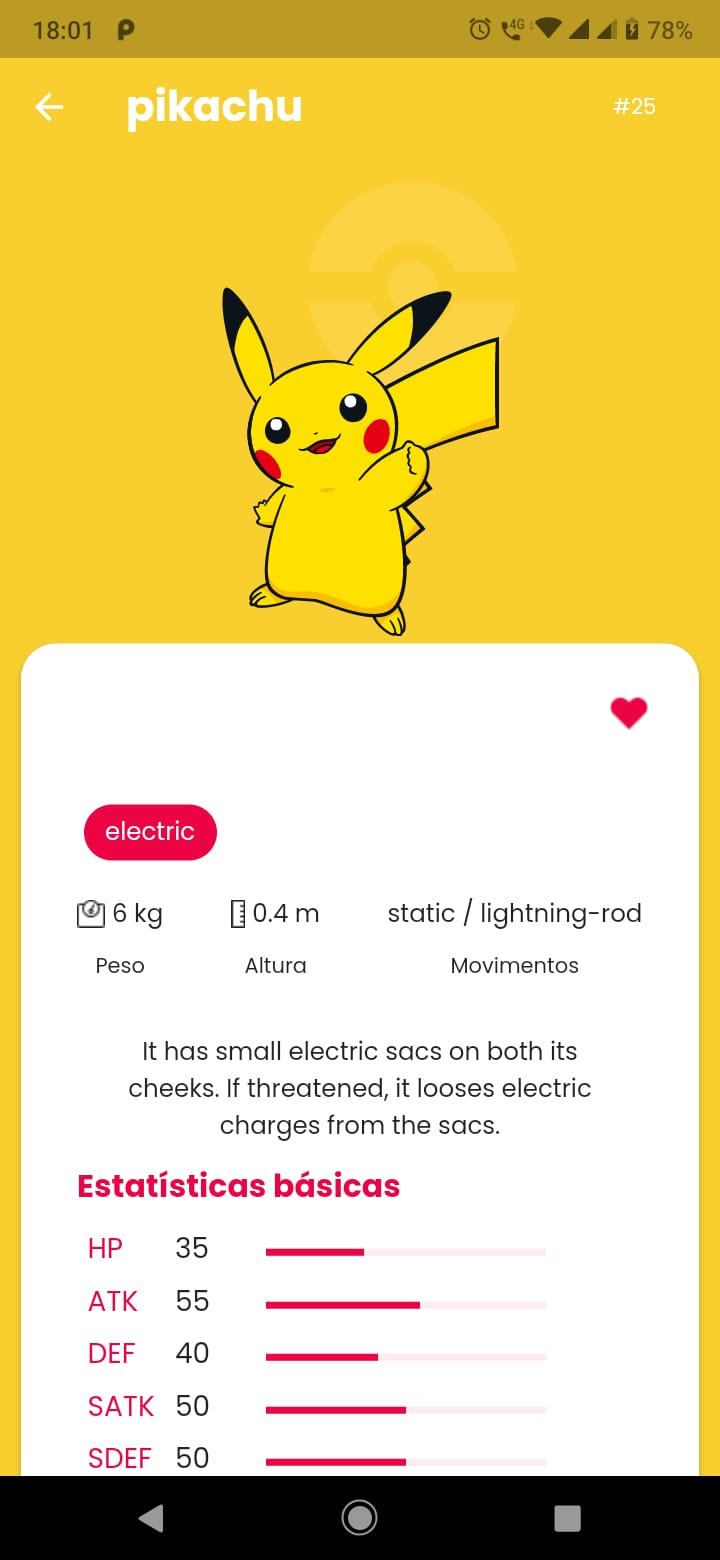 18:01 4G 78%
pikachu #25
electric
6 kg 0.4 m static / lightning-rod
Peso Altura Movimentos
It has small electric sacs on both its
cheeks. If threatened, it looses electric
charges from the sacs.
Estatísticas básicas
HP 35
ATK 55
DEF 40
SATK 50
SDEF 50